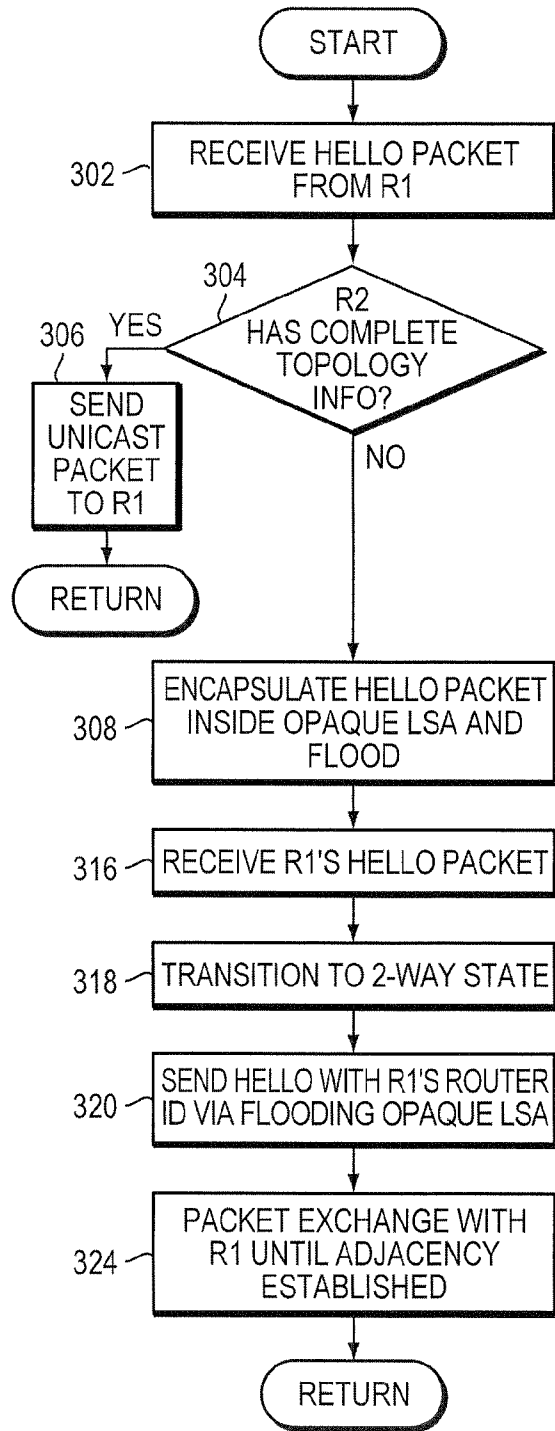 START
302
RECEIVE HELLO PACKET
FROM R1
304
R2
HAS COMPLETE
TOPOLOGY
INFO?
YES
306
SEND
UNICAST
PACKET
TO R1
NO
RETURN
308
ENCAPSULATE HELLO PACKET
INSIDE OPAQUE LSA AND
FLOOD
316
RECEIVE R1'S HELLO PACKET
318
TRANSITION TO 2-WAY STATE
320
SEND HELLO WITH R1'S ROUTER
ID VIA FLOODING OPAQUE LSA
324
PACKET EXCHANGE WITH
R1 UNTIL ADJACENCY
ESTABLISHED
RETURN